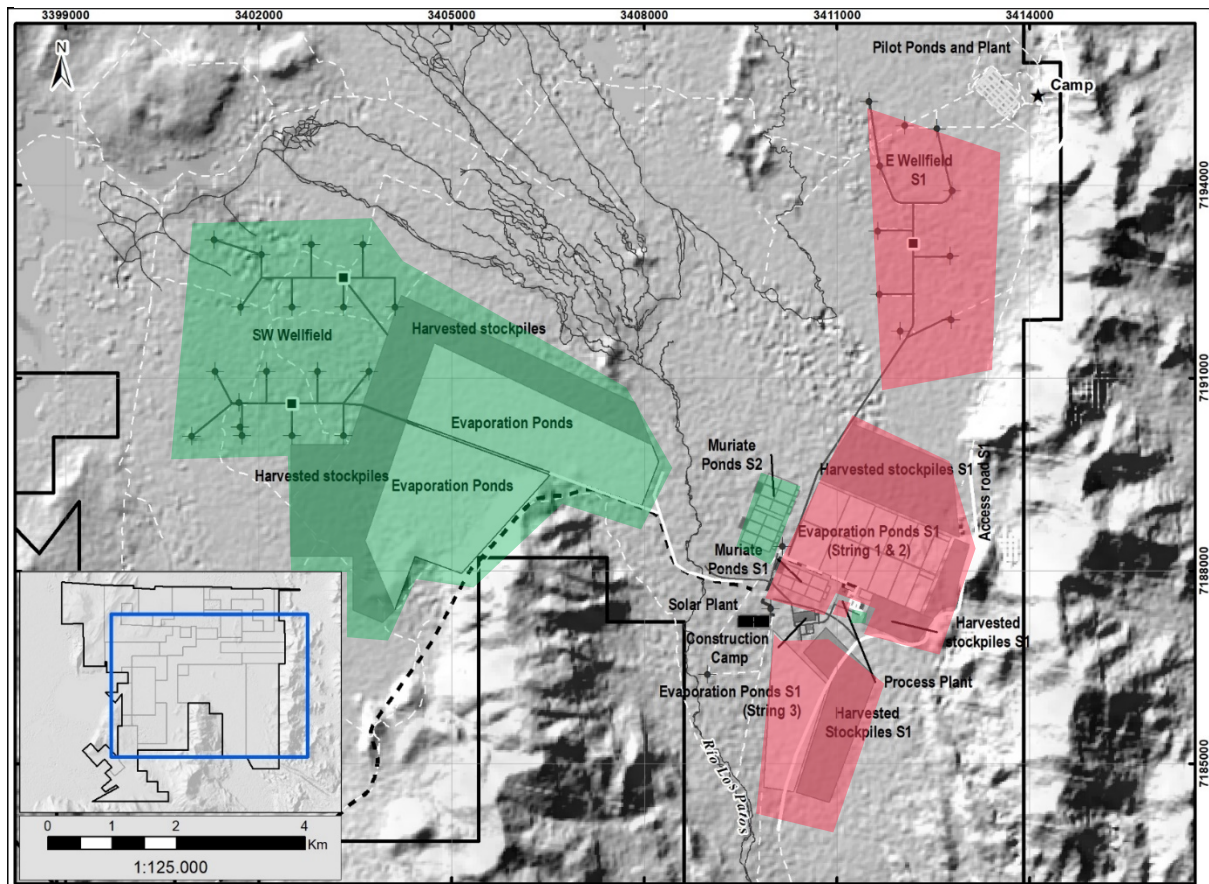 3399000
3402000
3405000
3408000
3411000
3414000
N
Pilot Ponds and Plant
Camp
E Wellfield
S1
7194000
Harvested stockpiles
SW Wellfield
7191000
Evaporation Ponds
Muriate
Ponds S2
Harvested stockpiles
Harvested stockpiles S1
Evaporation Ponds
Access road S1
Evaporation Ponds S1
(String 1 & 2)
Muriate
Ponds S1
7188000
Solar Plant
Construction
Camp
Harvested
stockpiles S1
Process Plant
Evaporation Ponds S1
(String 3)
Harvested
Stockpiles S1
Río Los Patos
7185000
0 1 2 4
Km
1:125.000